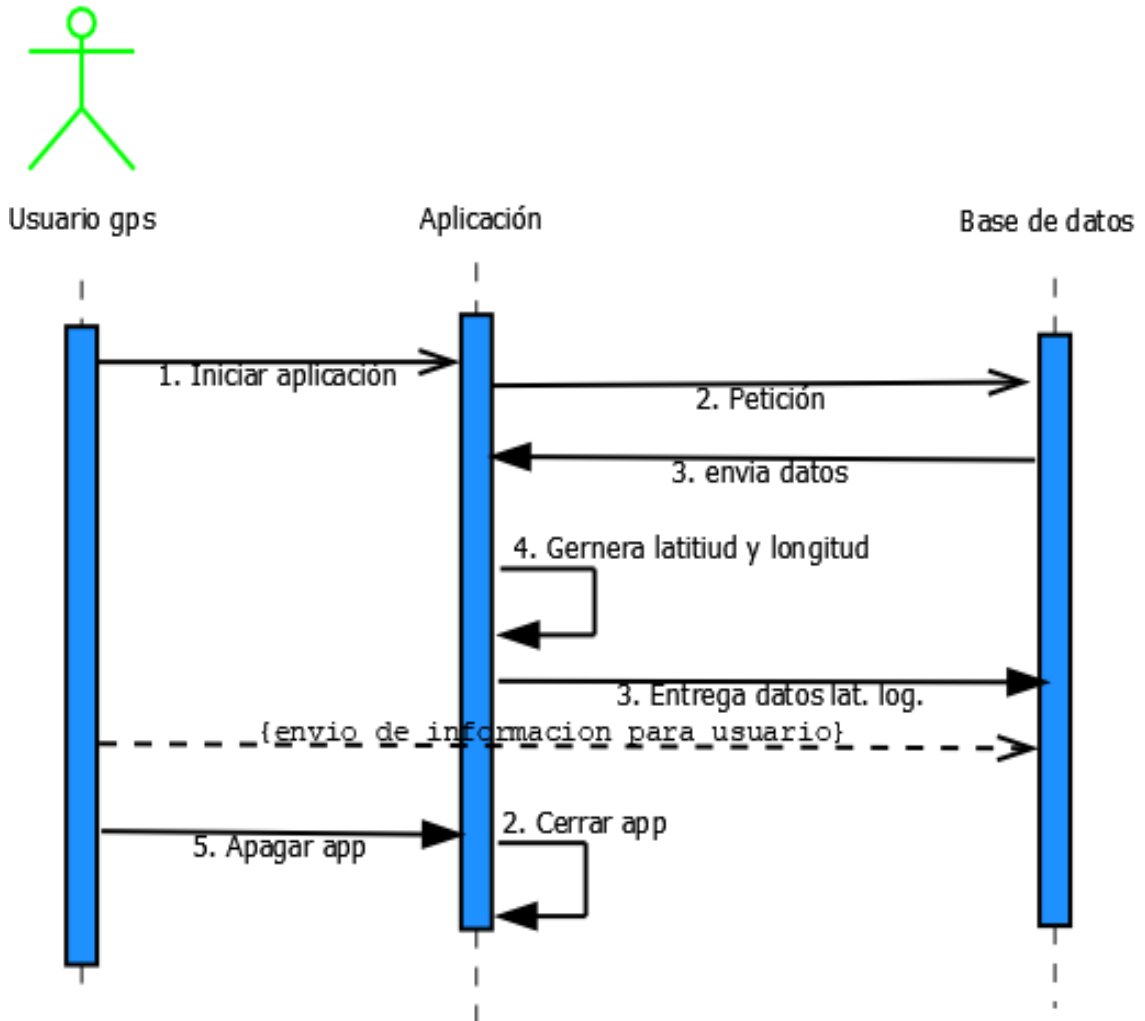 Usuario gps
Aplicación
Base de datos
1. Iniciar aplicación
2. Petición
3. envia datos
4. Gernera latitiud y longitud
3. Entrega datos lat. log.
{envio de informacion para usuario}
5. Apagar app
2. Cerrar app